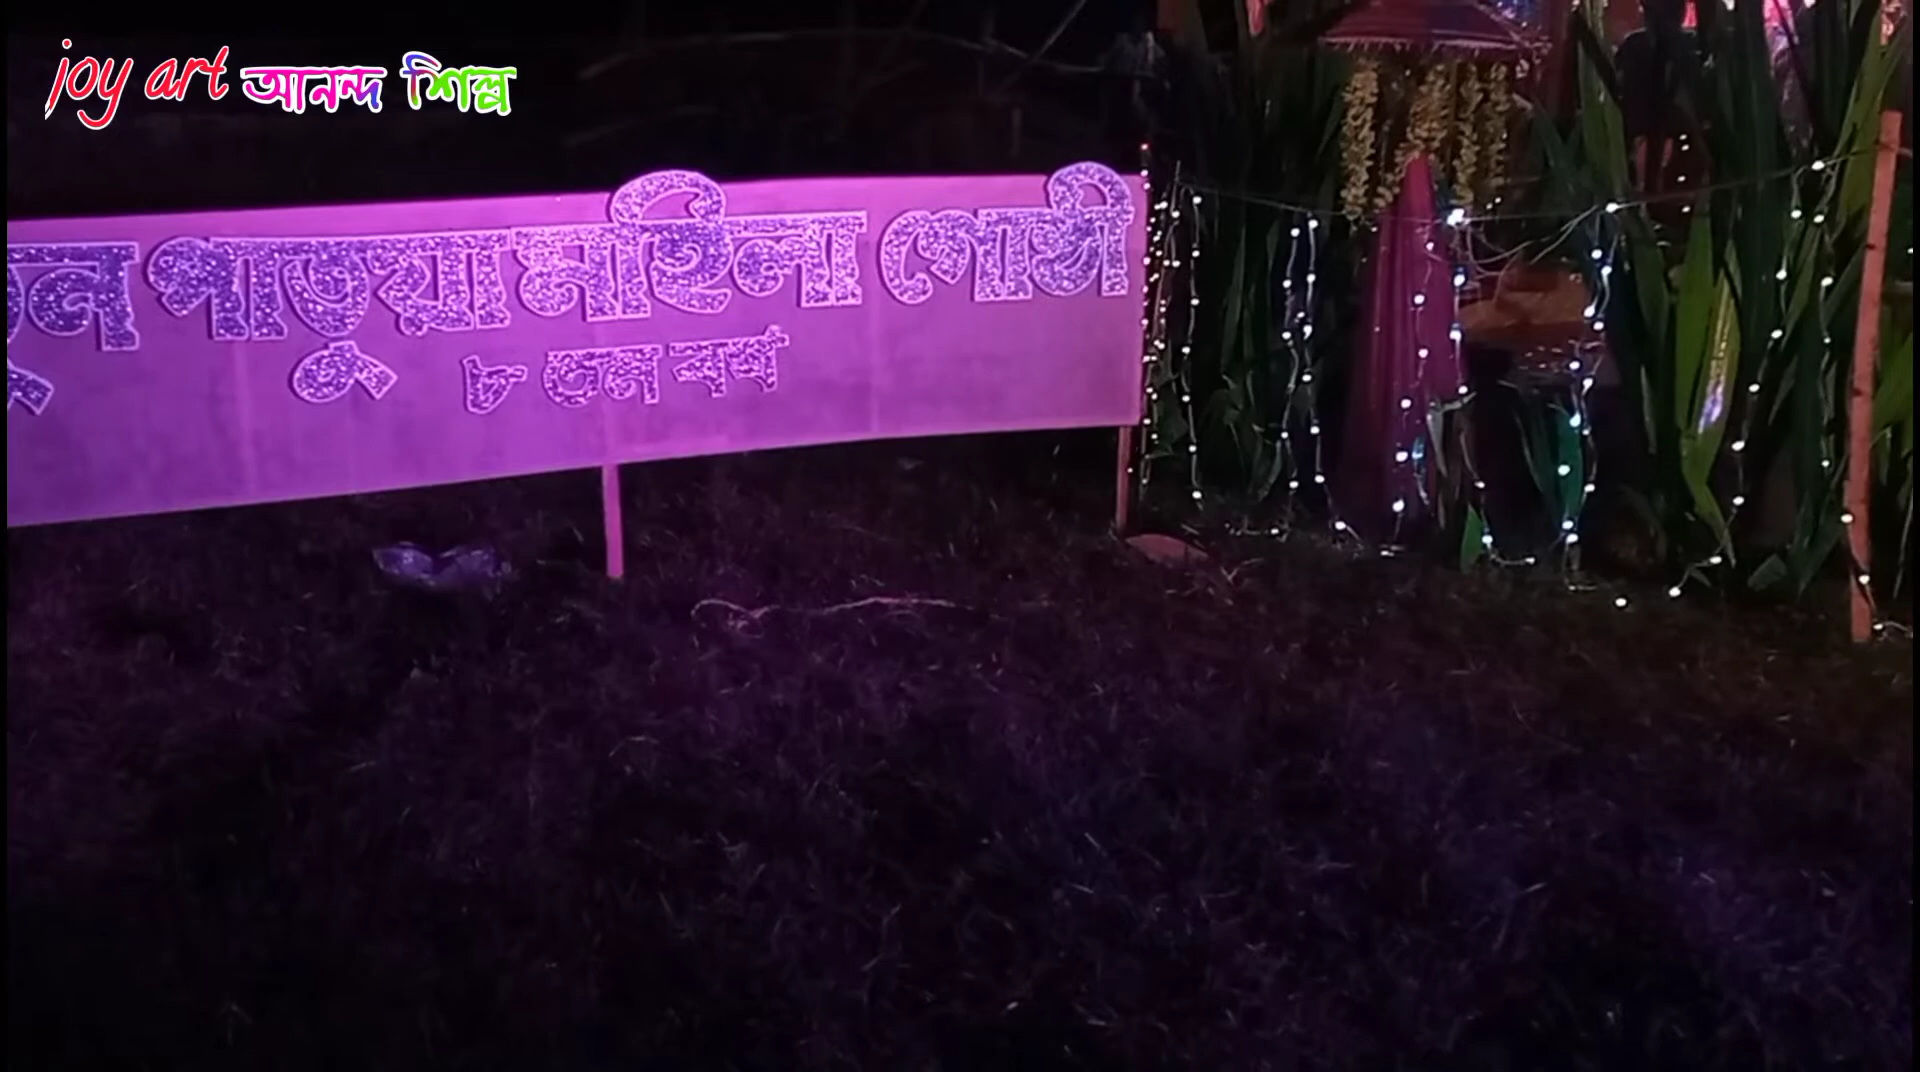 joy art আনন্দ শিল্প
পাতুয়া মহিলা গোষ্ঠী
৮ তম বর্ষ